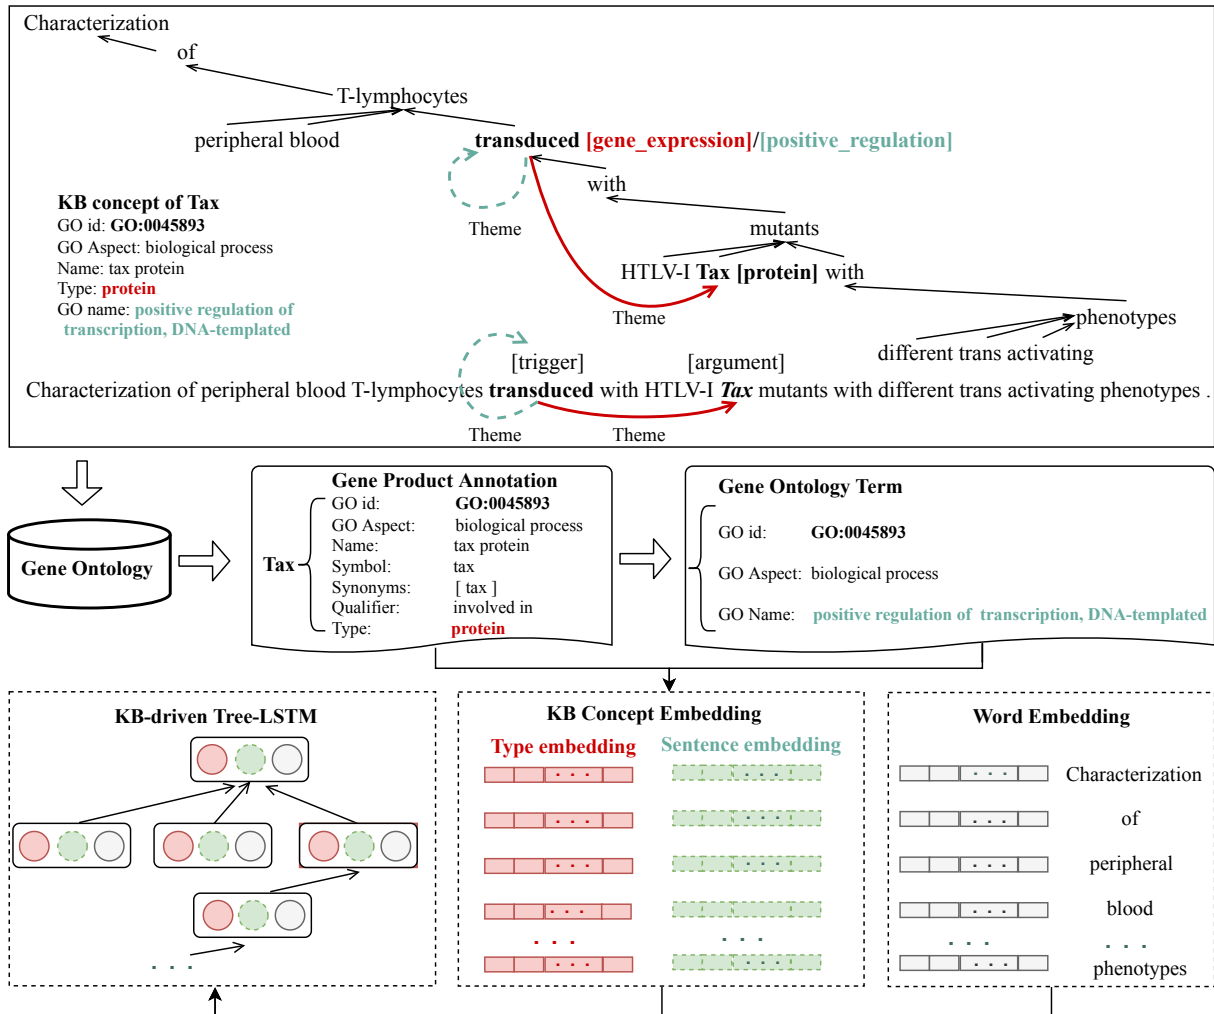 Characterization
of
T-lymphocytes
peripheral blood
transduced [gene_expression]/[positive_regulation]
with
KB concept of Tax
GO id: GO:0045893
GO Aspect: biological process
Name: tax protein
Type: protein
GO name: positive regulation of
transcription, DNA-templated
Theme
mutants
HTLV-I Tax [protein] with
Theme
phenotypes
different trans activating
[trigger] [argument]
Characterization of peripheral blood T-lymphocytes transduced with HTLV-I Tax mutants with different trans activating phenotypes .
Theme Theme
Gene Ontology
Gene Product Annotation
Tax
GO id: GO:0045893
GO Aspect: biological process
Name: tax protein
Symbol: tax
Synonyms: [ tax ]
Qualifier: involved in
Type: protein
Gene Ontology Term
GO id: GO:0045893
GO Aspect: biological process
GO Name: positive regulation of transcription, DNA-templated
KB-driven Tree-LSTM
. . .
KB Concept Embedding
Type embedding Sentence embedding
. . . . . .
. . . . . .
. . . . . .
. . .
. . . . . .
. . . . . .
Word Embedding
. . . Characterization
. . . of
. . . peripheral
. . . blood
. . . . . .
. . . phenotypes